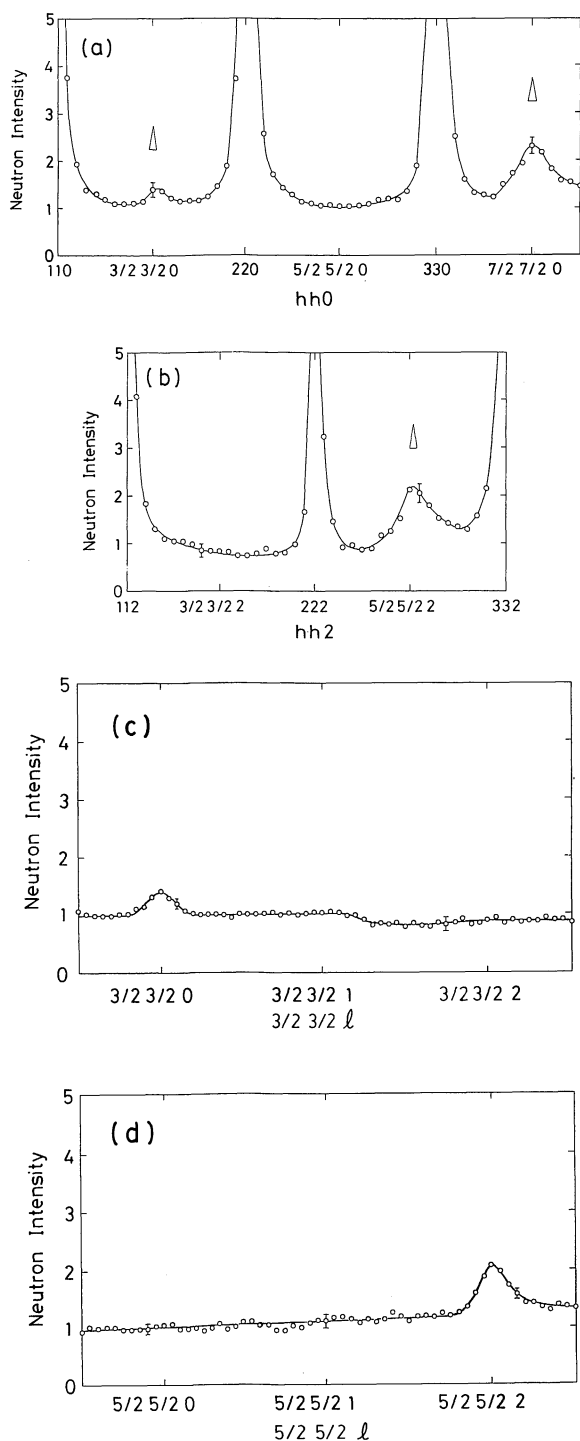 (a)
Neutron Intensity
5
4
3
2
1
0
110 3/2 3/2 0 220 5/2 5/2 0 330 7/2 7/2 0
hh0
(b)
Neutron Intensity
5
4
3
2
1
0
112 3/2 3/2 2 222 5/2 5/2 2 332
h·h 2
(c)
Neutron Intensity
5
4
3
2
1
0
3/2 3/2 0 3/2 3/2 1 3/2 3/2 2
3/2 3/2 ℓ
(d)
Neutron Intensity
5
4
3
2
1
0
5/2 5/2 0 5/2 5/2 1 5/2 5/2 2
5/2 5/2 ℓ